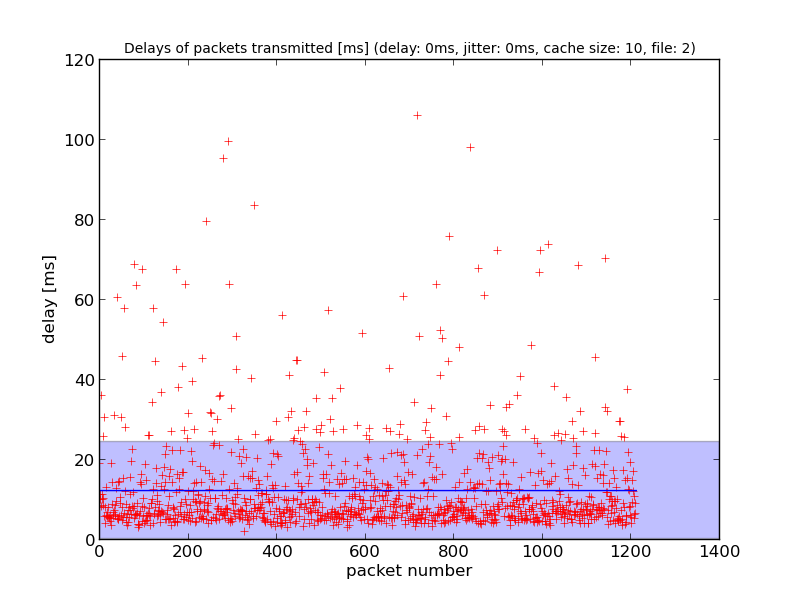 Delays of packets transmitted [ms] (delay: 0ms, jitter: 0ms, cache size: 10, file: 2)
120
100
80
60
40
20
0
delay [ms]
0 200 400 600 800 1000 1200 1400
packet number